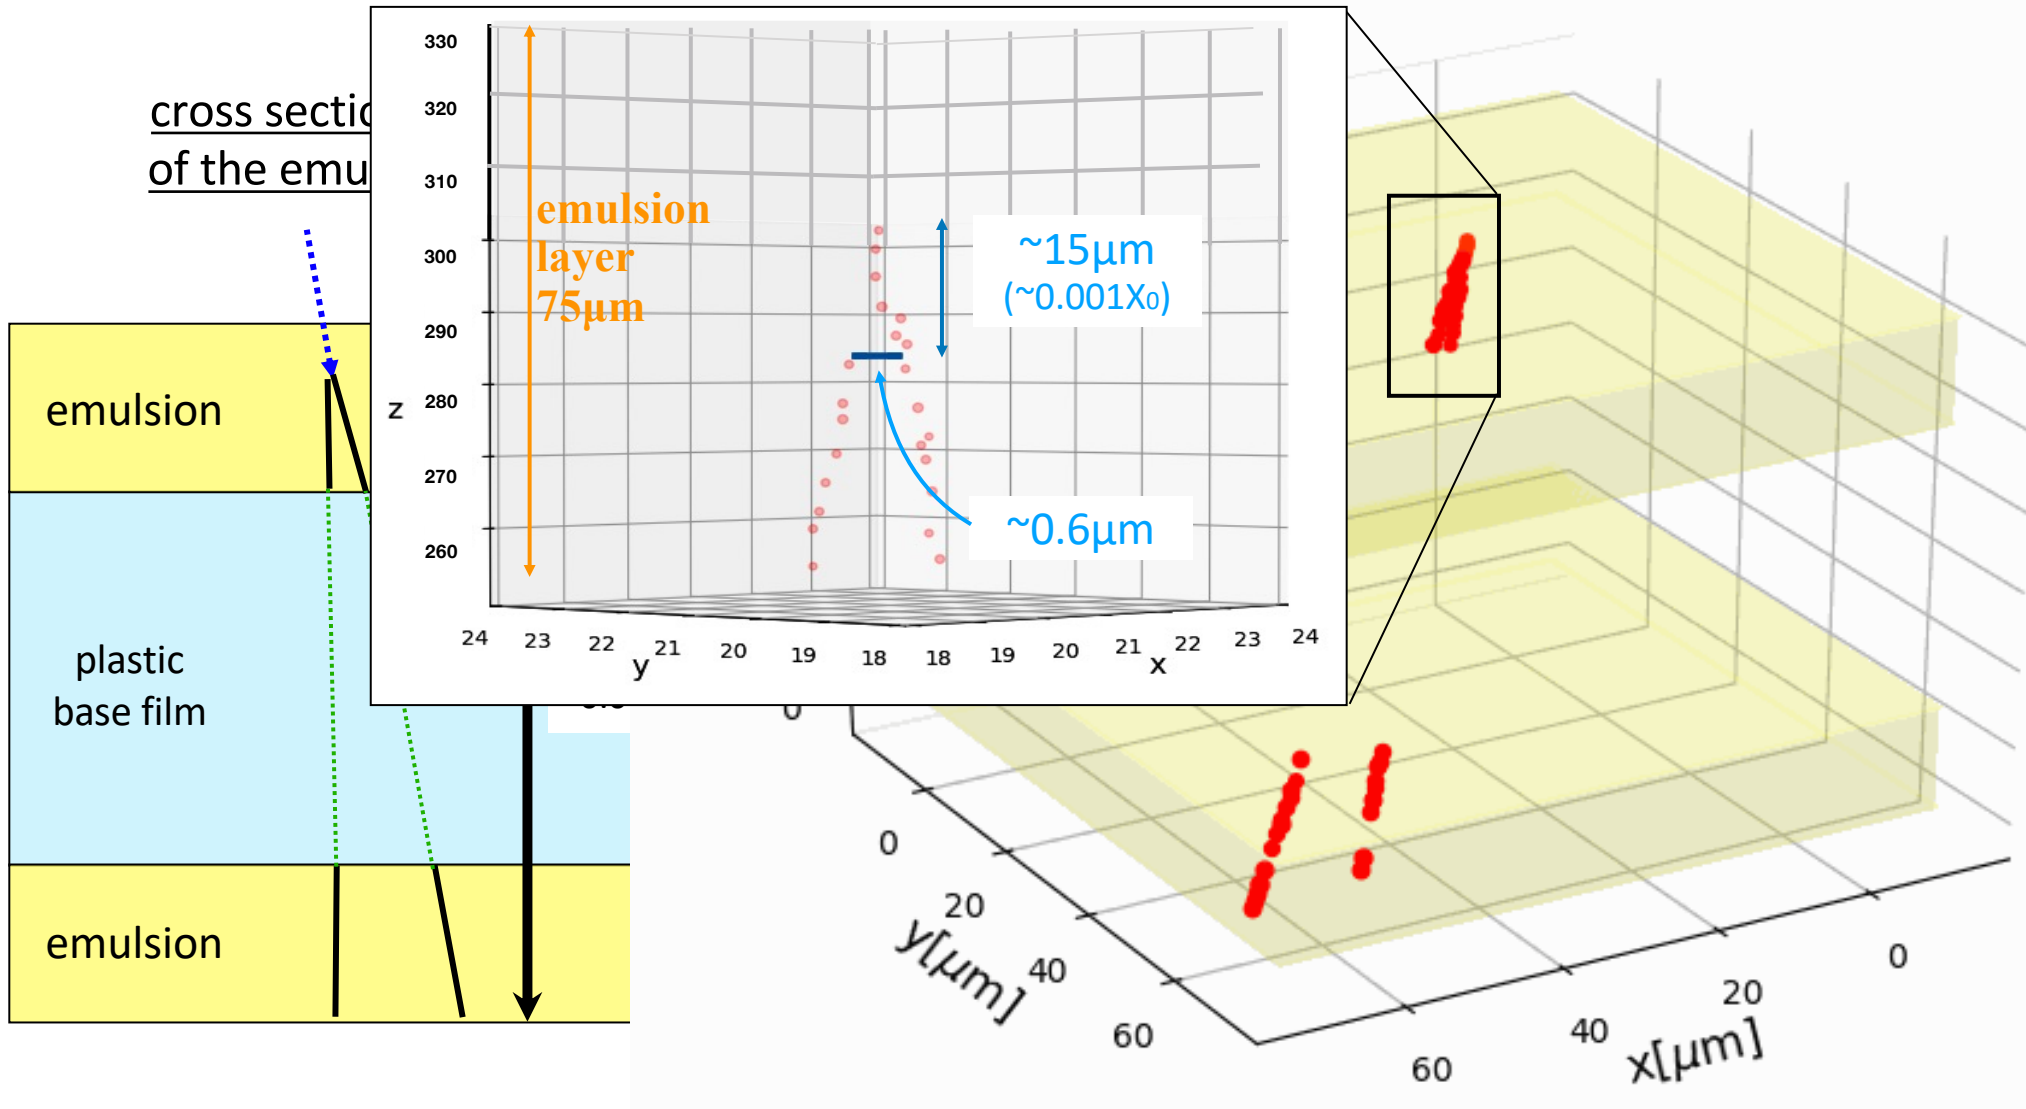 cross sectio
of the emu
emulsion
plastic
base film
emulsion
330
320
310
300
290
280
270
260
z
emulsion
layer
75μm
~15μm
(~0.001X₀)
~0.6μm
24 23 22 21 20 19 18 18 19 20 21 22 23 24
y x
0
0
20
40
60
y[μm]
0
20
40
60
x[μm]